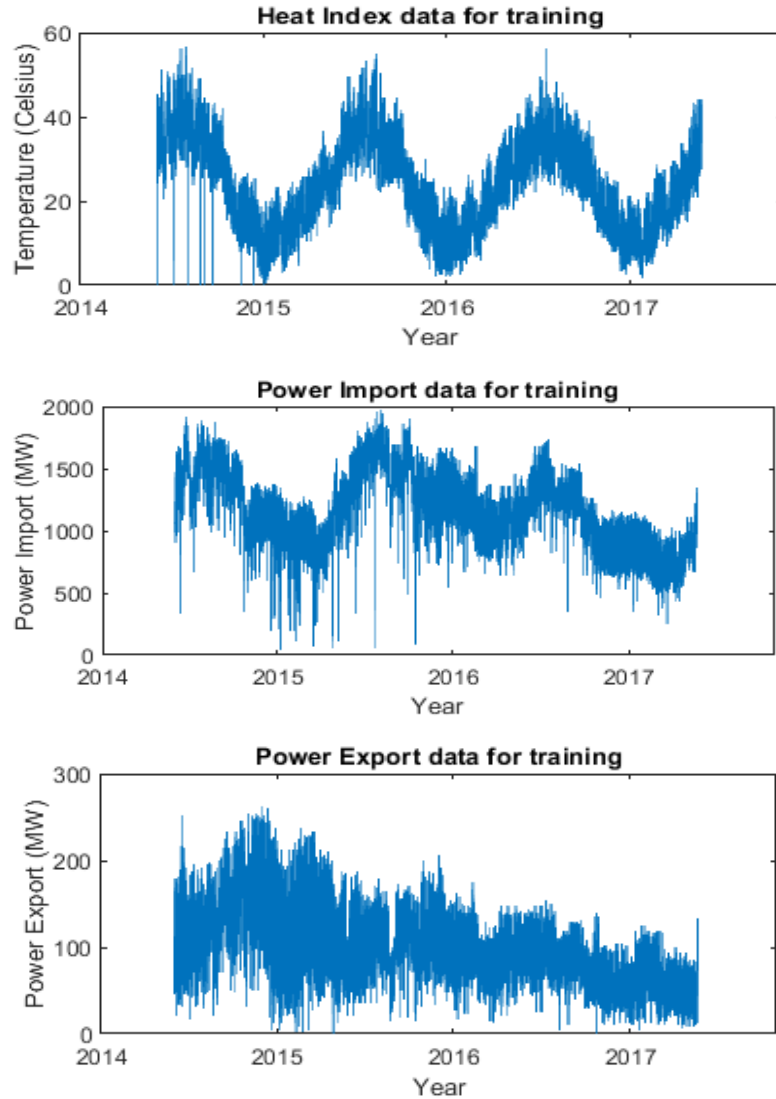 Heat Index data for training
60
40
20
0
Temperature (Celsius)
2014 2015 2016 2017
Year
Power Import data for training
2000
1500
1000
500
0
Power Import (MW)
2014 2015 2016 2017
Year
Power Export data for training
300
200
100
0
Power Export (MW)
2014 2015 2016 2017
Year